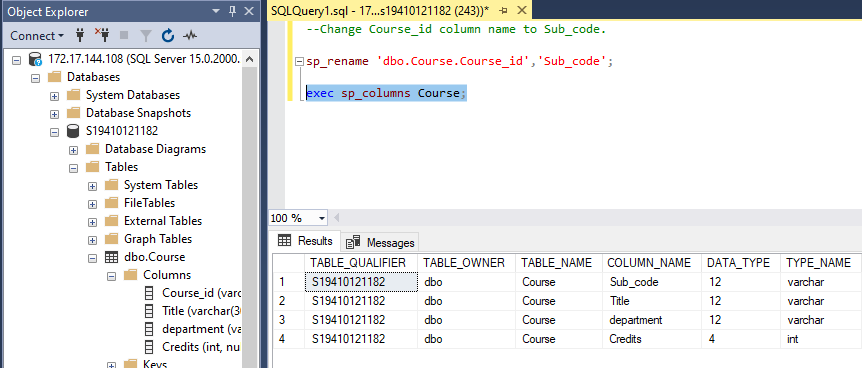 Object Explorer
Connect
172.17.144.108 (SQL Server 15.0.2000.
Databases
System Databases
Database Snapshots
S19410121182
Database Diagrams
Tables
System Tables
FileTables
External Tables
Graph Tables
dbo.Course
Columns
Course_id (varc
Title (varchar(30
department (va
Credits (int, nu
Keys
SQLQuery1.sql - 17...s19410121182 (243))*
--Change Course_id column name to Sub_code.
sp_rename 'dbo.Course.Course_id','Sub_code';
exec sp_columns Course;
100 %
Results Messages
TABLE_QUALIFIER TABLE_OWNER TABLE_NAME COLUMN_NAME DATA_TYPE TYPE_NAME
1 S19410121182 dbo Course Sub_code 12 varchar
2 S19410121182 dbo Course Title 12 varchar
3 S19410121182 dbo Course department 12 varchar
4 S19410121182 dbo Course Credits 4 int